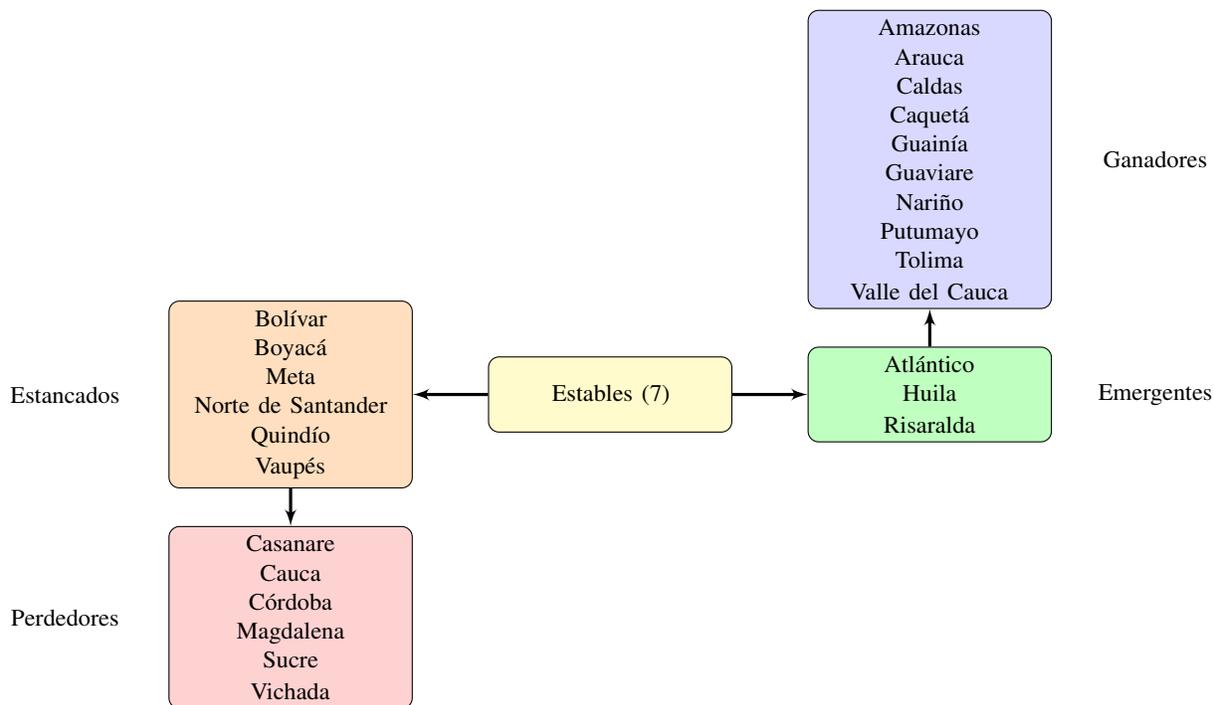 Amazonas
Arauca
Caldas
Caquetá
Guainía
Guaviare
Nariño
Putumayo
Tolima
Valle del Cauca
Ganadores
Estancados
Bolívar
Boyacá
Meta
Norte de Santander
Quindío
Vaupés
Estables (7)
Atlántico
Huila
Risaralda
Emergentes
Perdedores
Casanare
Cauca
Córdoba
Magdalena
Sucre
Vichada